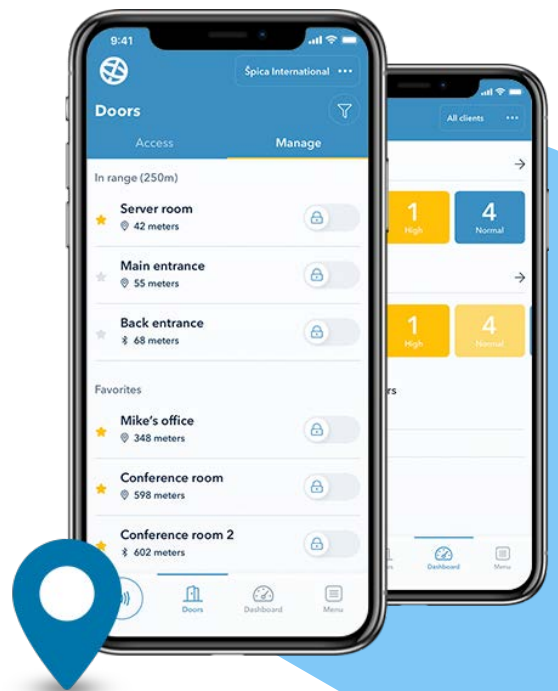 9:41
Špica International
Doors
Access
Manage
In range (250m)
Server room
42 meters
Main entrance
55 meters
Back entrance
68 meters
Favorites
Mike's office
348 meters
Conference room
598 meters
Conference room 2
602 meters
Doors
Dashboard
Menu
All clients
1
High
4
Normal
1
High
4
Normal
rs
Dashboard
Menu